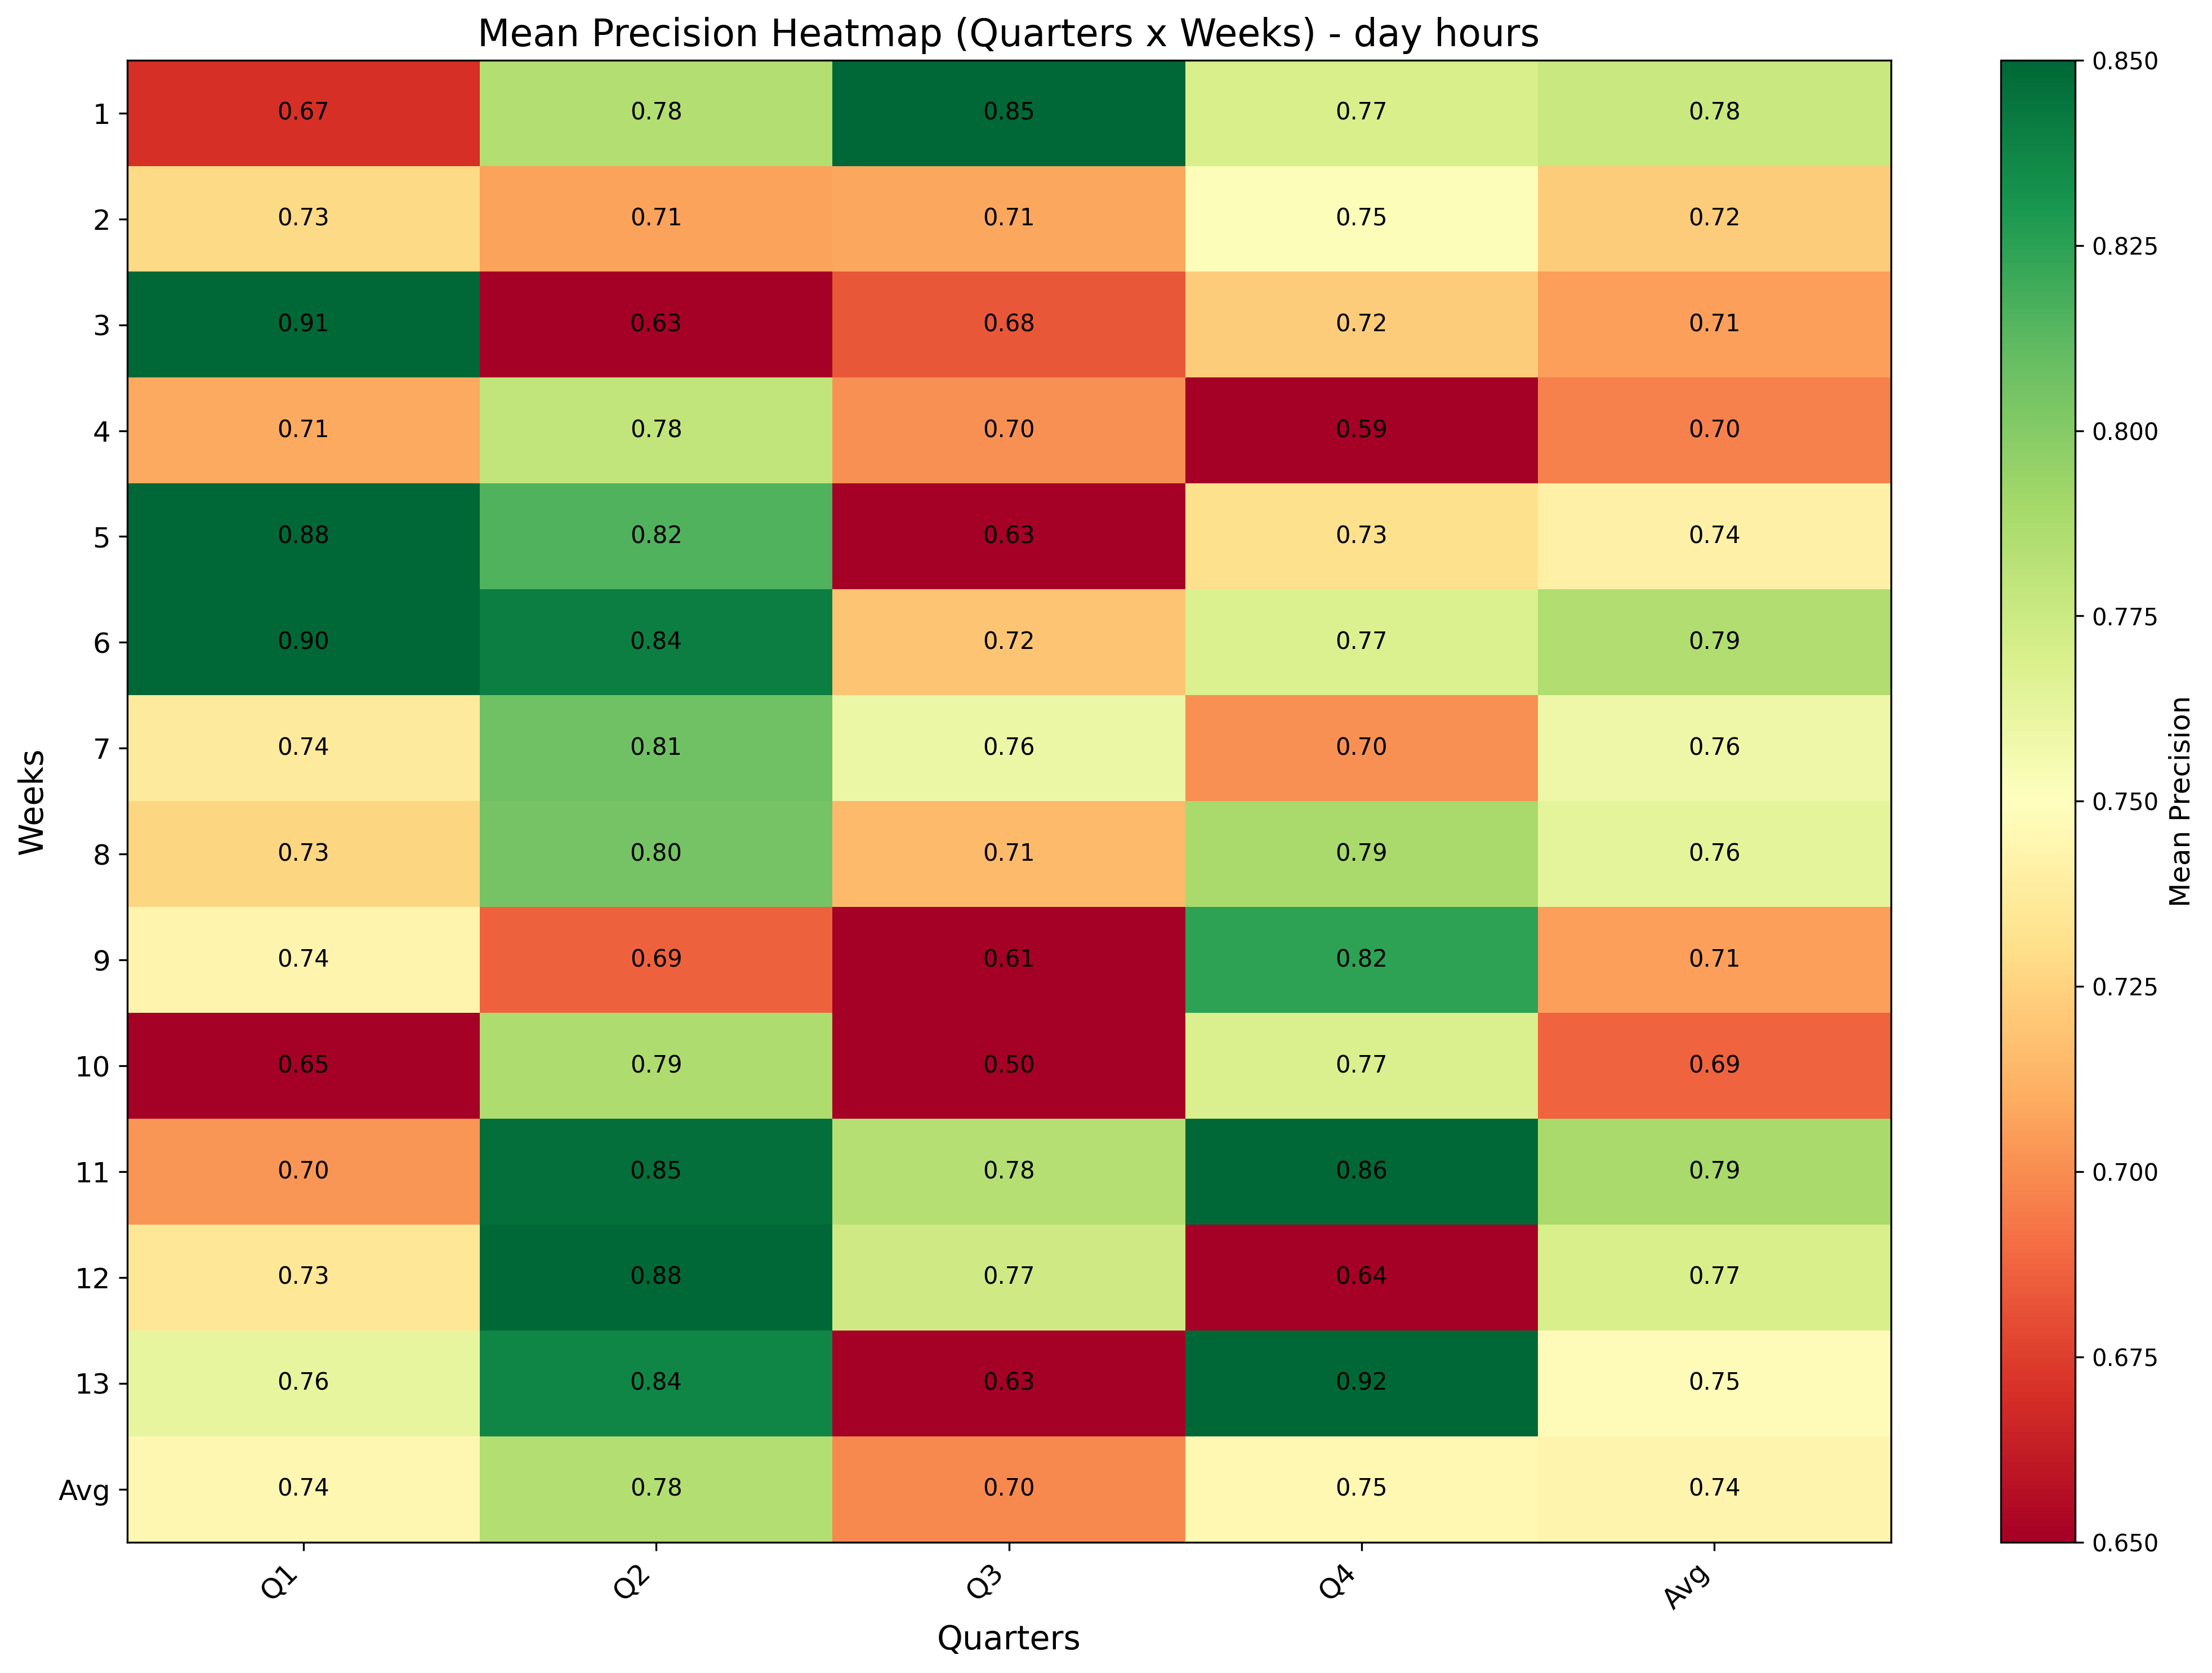 Mean Precision Heatmap (Quarters x Weeks) - day hours
1 0.67 0.78 0.85 0.77 0.78
2 0.73 0.71 0.71 0.75 0.72
3 0.91 0.63 0.68 0.72 0.71
4 0.71 0.78 0.70 0.59 0.70
5 0.88 0.82 0.63 0.73 0.74
6 0.90 0.84 0.72 0.77 0.79
7 0.74 0.81 0.76 0.70 0.76
8 0.73 0.80 0.71 0.79 0.76
9 0.74 0.69 0.61 0.82 0.71
10 0.65 0.79 0.50 0.77 0.69
11 0.70 0.85 0.78 0.86 0.79
12 0.73 0.88 0.77 0.64 0.77
13 0.76 0.84 0.63 0.92 0.75
Avg 0.74 0.78 0.70 0.75 0.74
Q1 Q2 Q3 Q4 Avg
Quarters
Weeks
0.850
0.825
0.800
0.775
0.750
0.725
0.700
0.675
0.650
Mean Precision